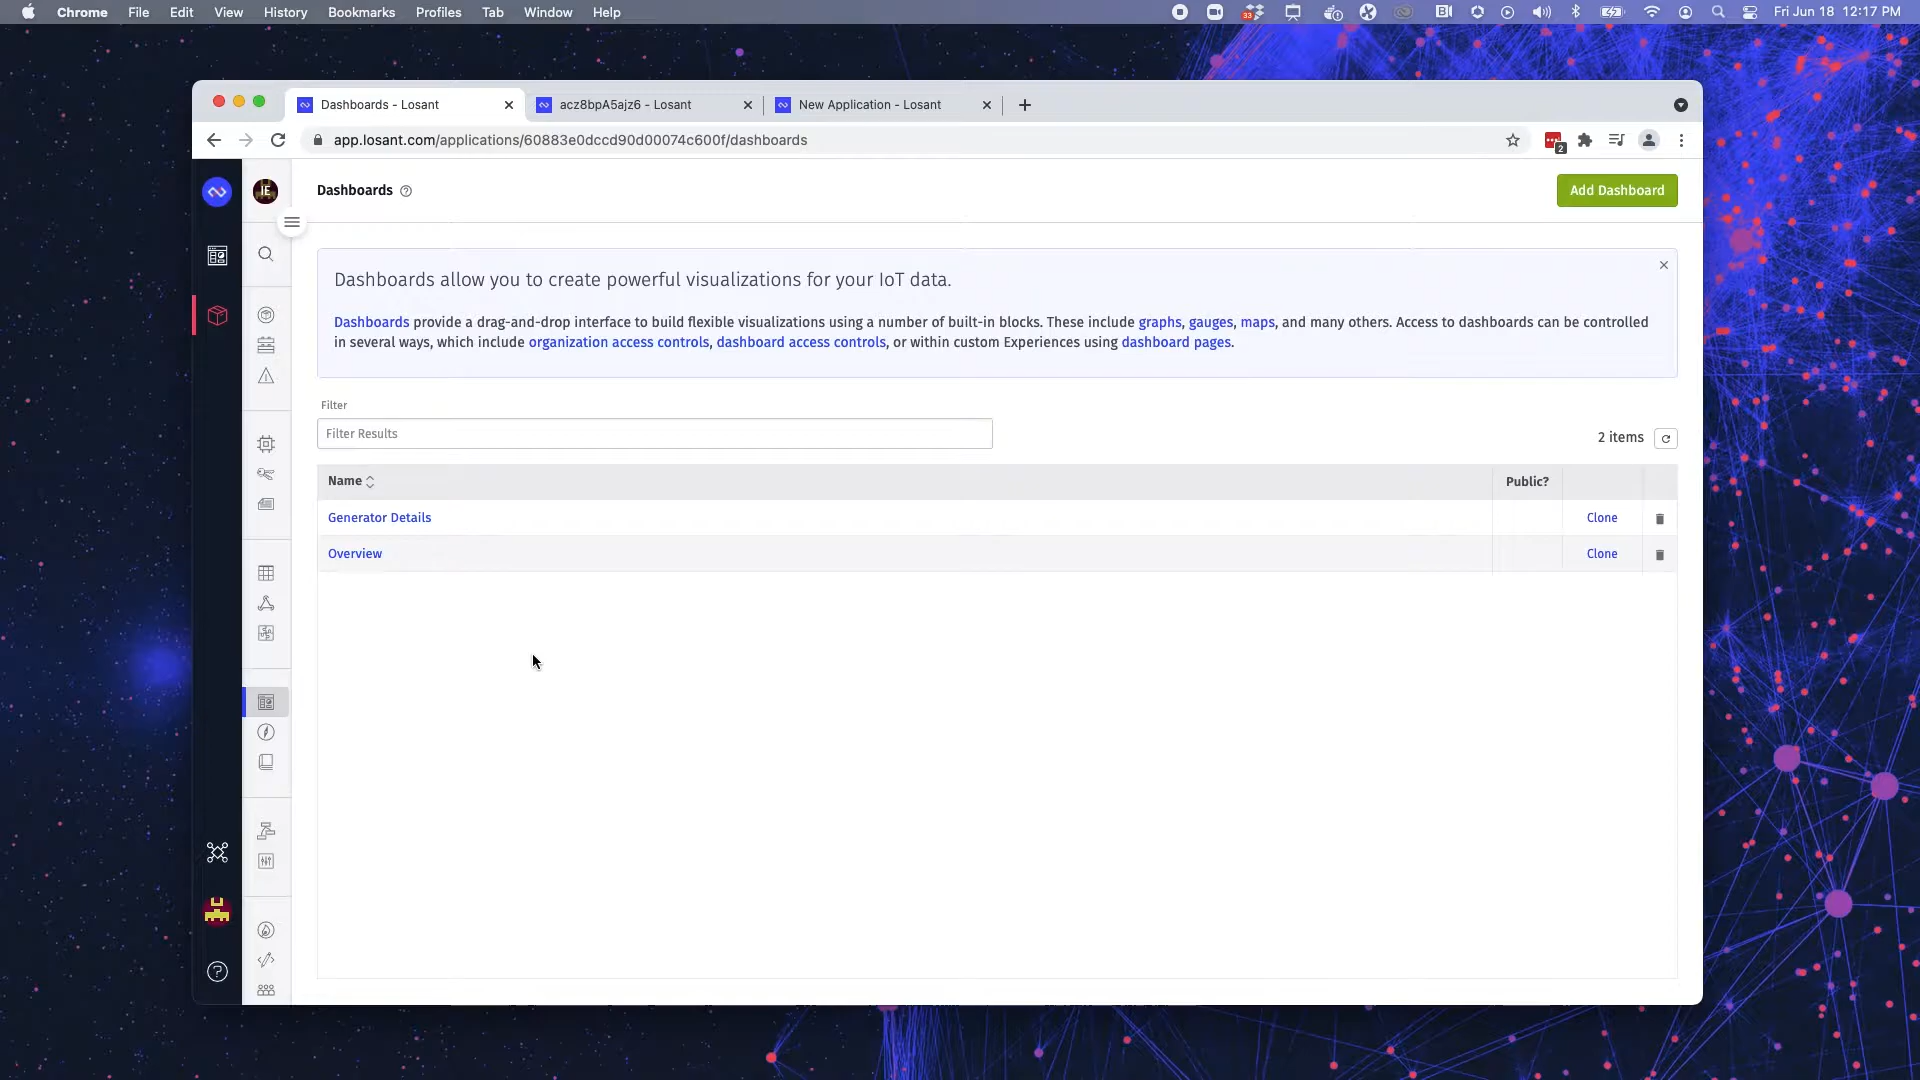 Chrome File Edit View History Bookmarks Profiles Tab Window Help
33
Fri Jun 18 12:17 PM
Dashboards - Losant
acz8bpA5ajz6 - Losant
New Application - Losant
app.losant.com/applications/60883e0dccd90d00074c600f/dashboards
2
IE
Dashboards
Add Dashboard
Dashboards allow you to create powerful visualizations for your IoT data.
Dashboards provide a drag-and-drop interface to build flexible visualizations using a number of built-in blocks. These include graphs, gauges, maps, and many others. Access to dashboards can be controlled
in several ways, which include organization access controls, dashboard access controls, or within custom Experiences using dashboard pages.
Filter
Filter Results
2 items
Name
Public?
Generator Details
Clone
Overview
Clone